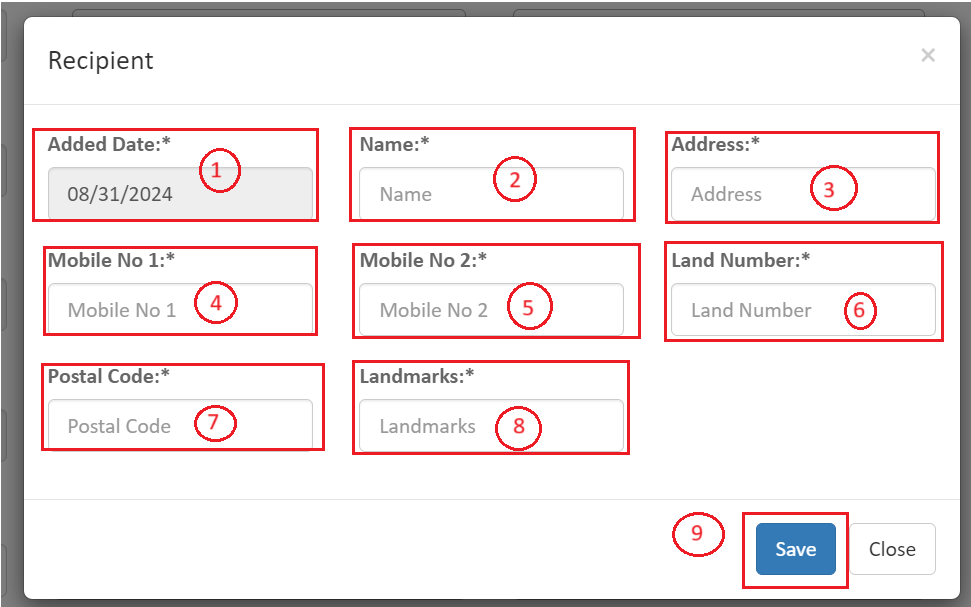 Recipient ×
Added Date:* Name:* Address:*
1 2 3
08/31/2024 Name Address
Mobile No 1:* Mobile No 2:* Land Number:*
Mobile No 1 4 Mobile No 2 5 Land Number 6
Postal Code:* Landmarks:*
Postal Code 7 Landmarks 8
9 Save Close